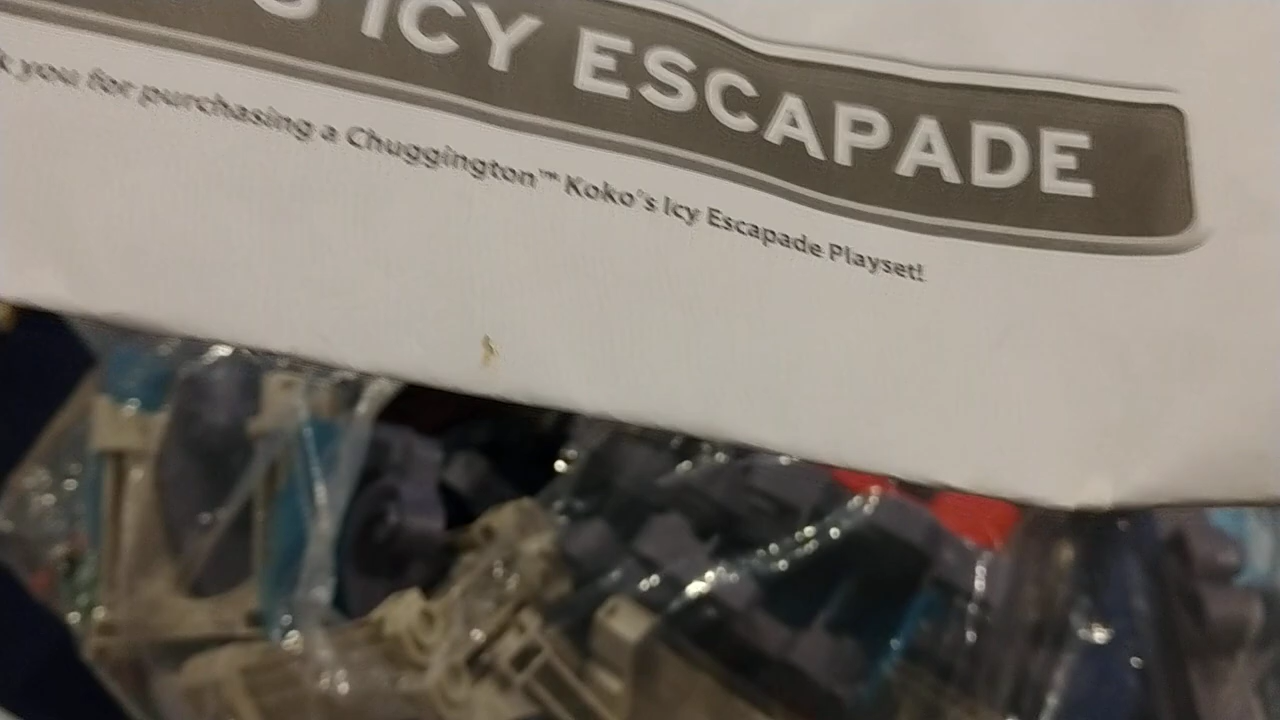 ICY ESCAPADE
you for purchasing a Chuggington™ Koko's Icy Escapade Playset!